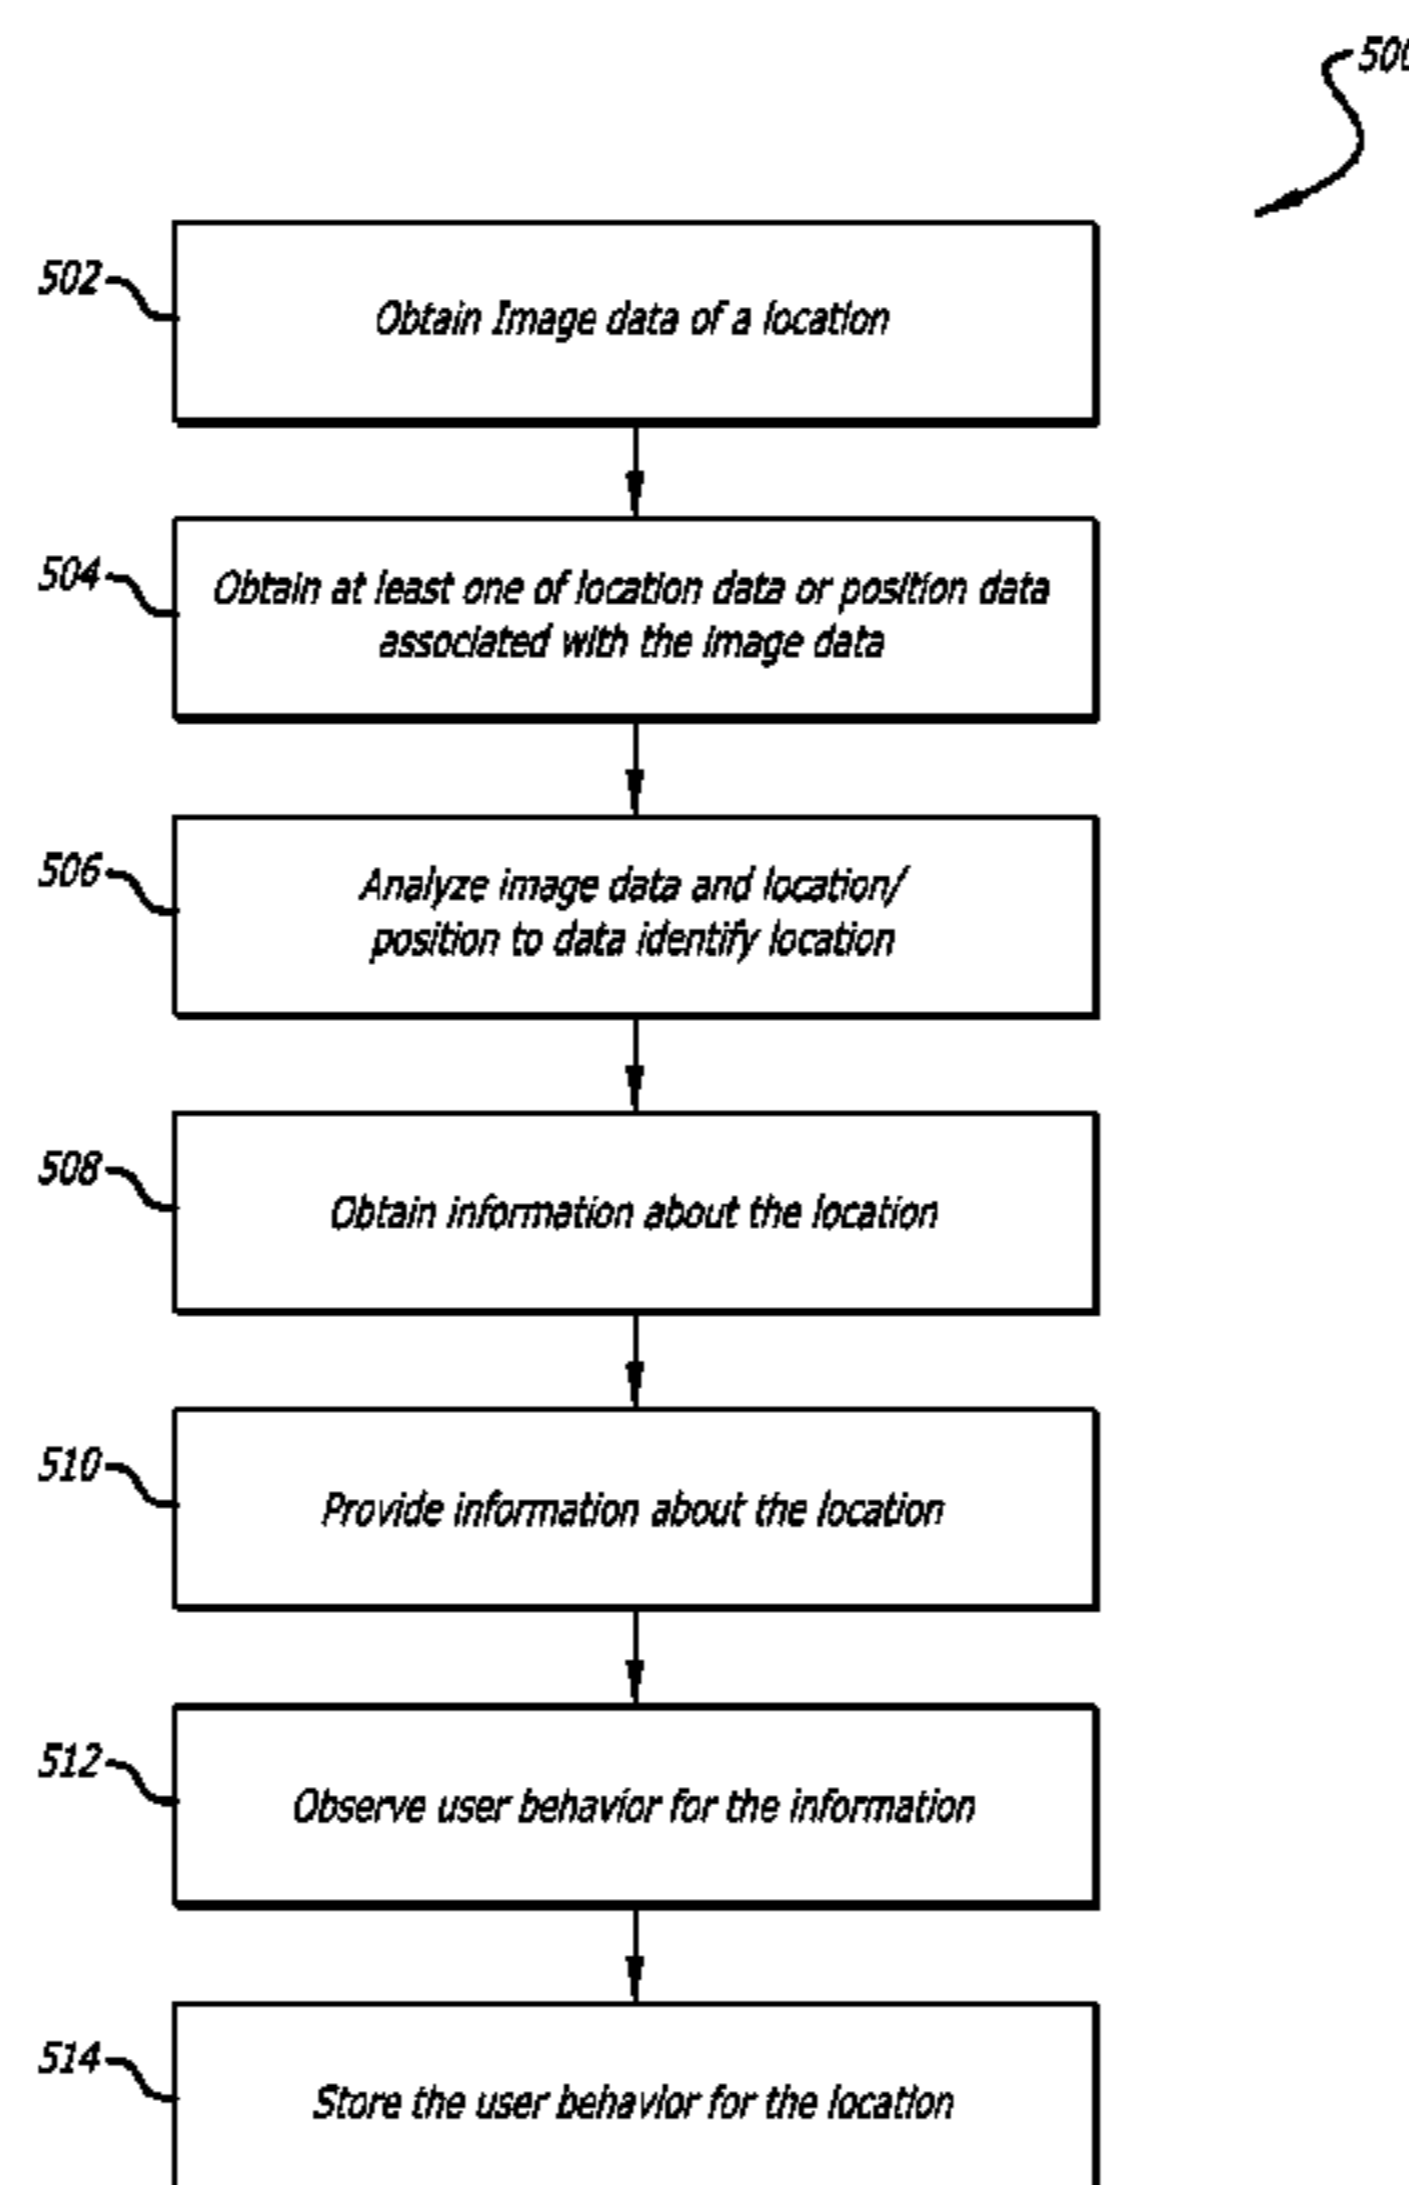 500
502
Obtain Image data of a location
504
Obtain at least one of location data or position data
associated with the image data
506
Analyze image data and location/
position to data identify location
508
Obtain information about the location
510
Provide information about the location
512
Observe user behavior for the information
514
Store the user behavior for the location